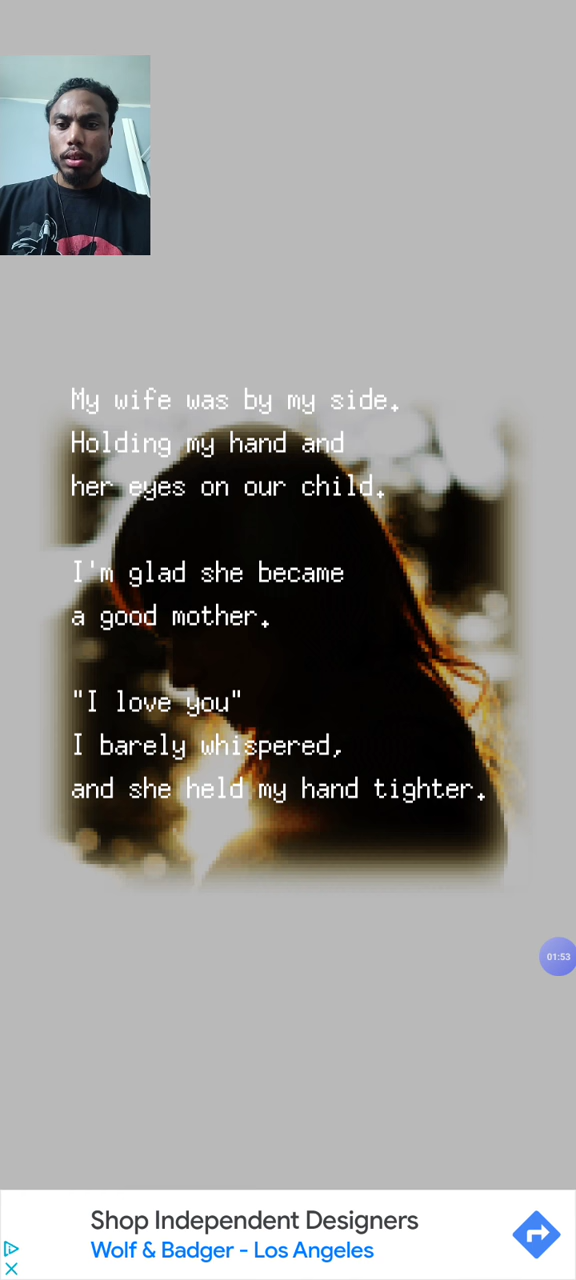 My wife was by my side.
Holding my hand and
her eyes on our child.
I'm glad she became
a good mother.
"I love you"
I barely whispered,
and she held my hand tighter.
01:53
Shop Independent Designers
Wolf & Badger - Los Angeles